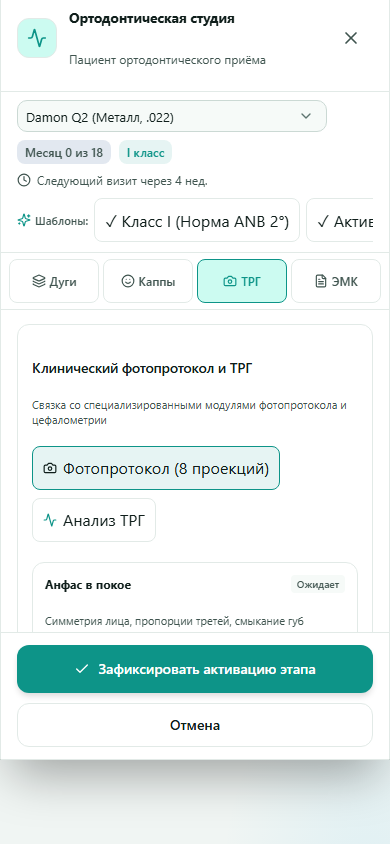 Ортодонтическая студия
Пациент ортодонтического приёма
Damon Q2 (Металл, .022)
Месяц 0 из 18 I класс
Следующий визит через 4 нед.
Шаблоны: ✓ Класс I (Норма ANB 2°) ✓ Актив
Дуги Каппы ТРГ ЭМК
Клинический фотопротокол и ТРГ
Связка со специализированными модулями фотопротокола и
цефалометрии
Фотопротокол (8 проекций)
Анализ ТРГ
Анфас в покое Ожидает
Симметрия лица, пропорции третей, смыкание губ
Зафиксировать активацию этапа
Отмена